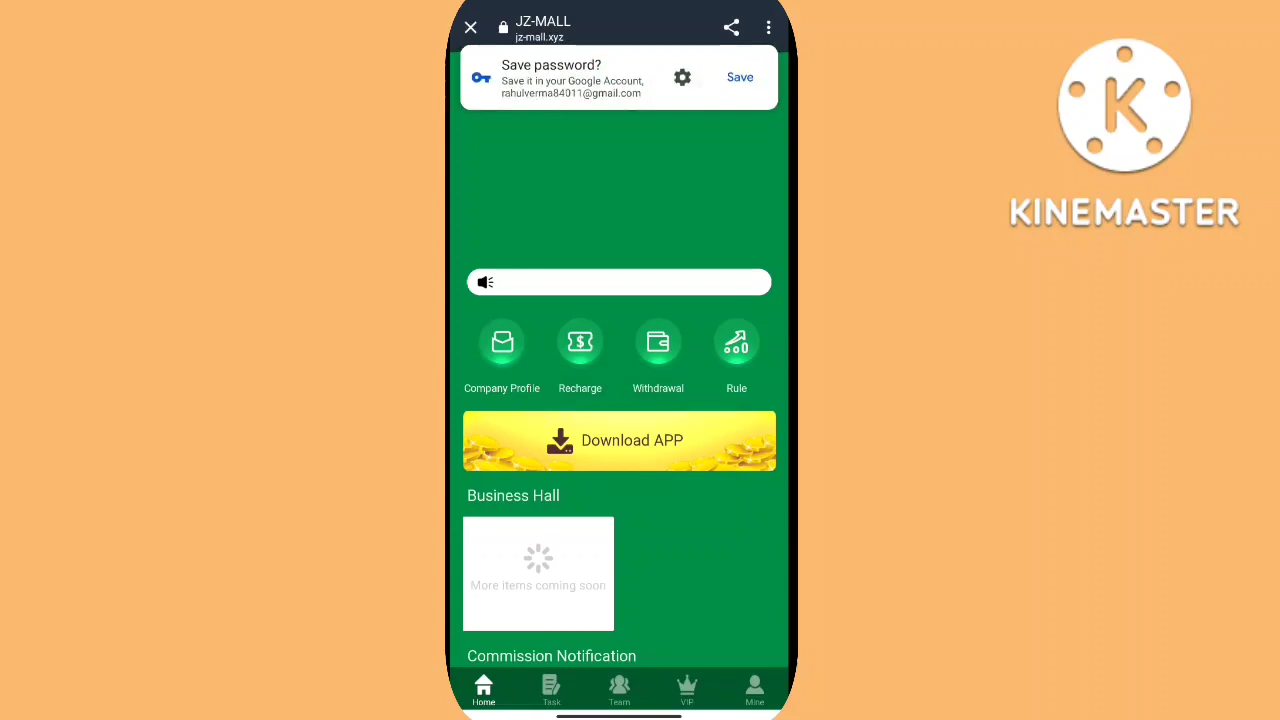 JZ-MALL
jz-mall.xyz
Save password?
Save it in your Google Account,
rahulverma84011@gmail.com
Save
K
KINEMASTER
Company Profile
Recharge
Withdrawal
Rule
Download APP
Business Hall
More items coming soon
Commission Notification
Home
Task
Team
VIP
Mine